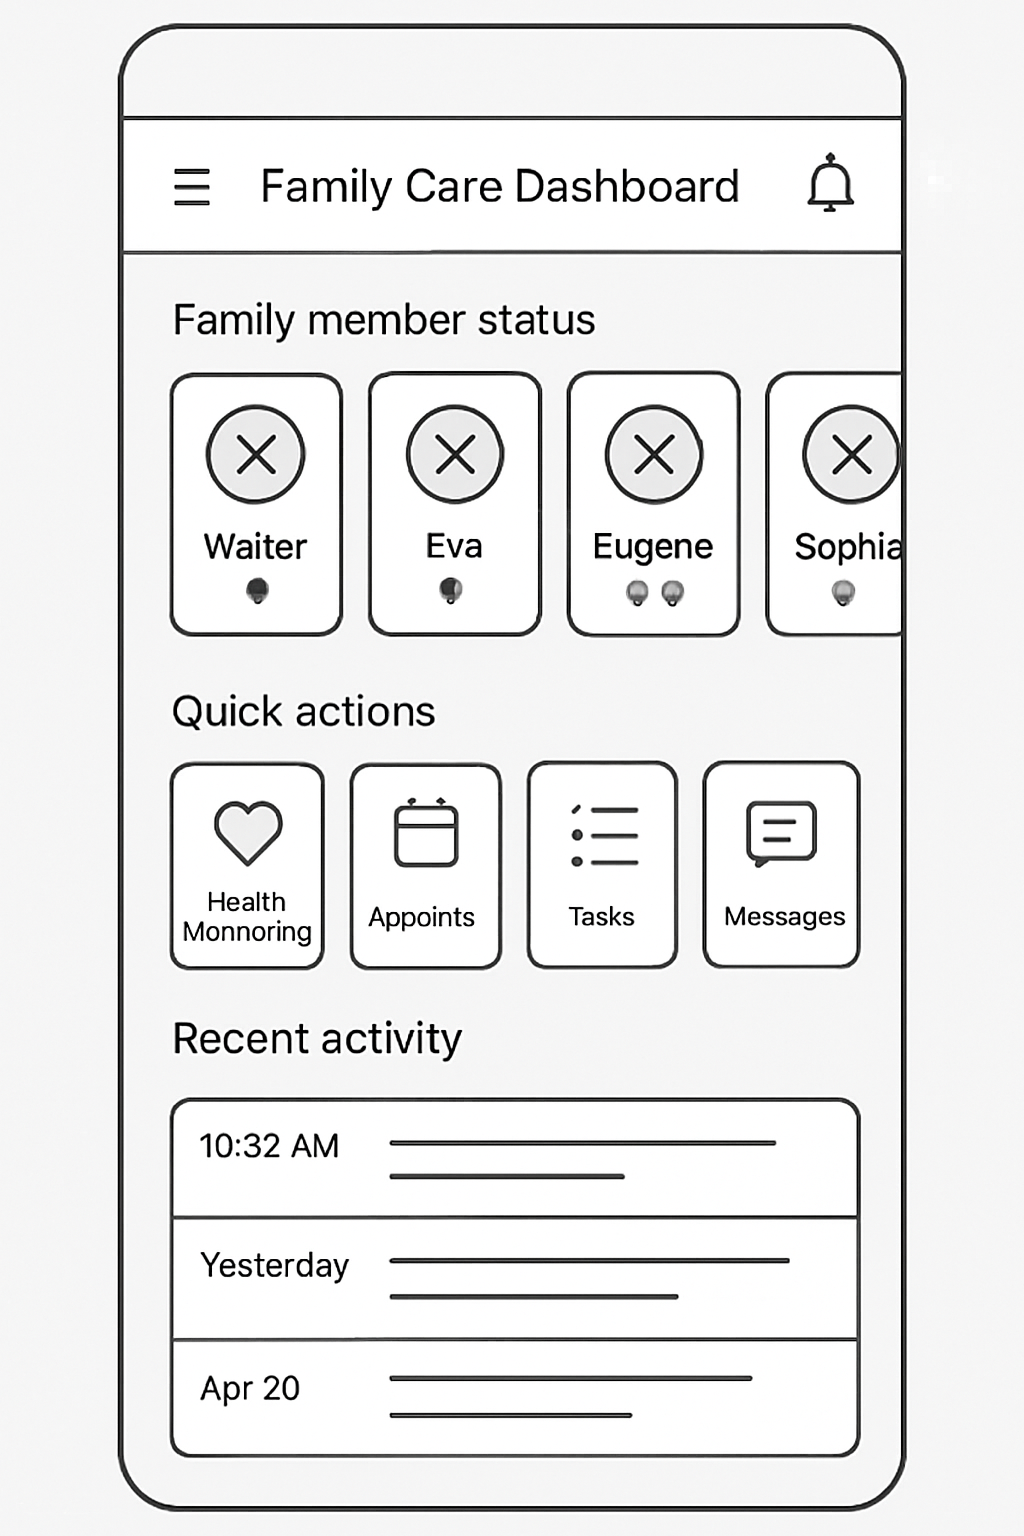 Family Care Dashboard
Family member status
Waiter
Eva
Eugene
Sophia
Quick actions
Health
Monnoring
Appoints
Tasks
Messages
Recent activity
10:32 AM
Yesterday
Apr 20